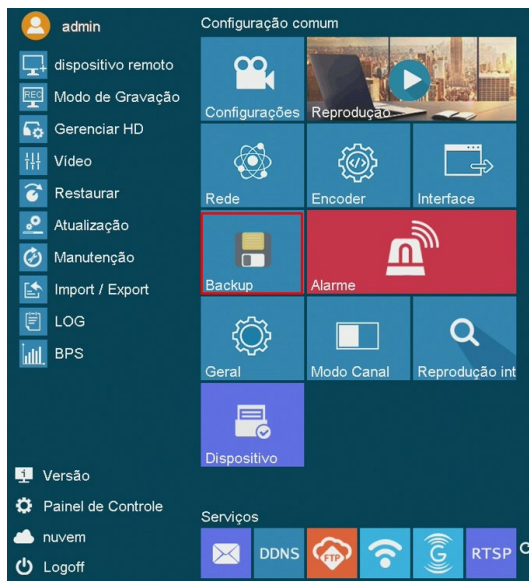 admin
dispositivo remoto
REC
Modo de Gravação
Gerenciar HD
Vídeo
Restaurar
Atualização
Manutenção
Import / Export
LOG
BPS
Versão
Painel de Controle
nuvem
Logoff
Configuração comum
Configurações
Reprodução
Rede
Encoder
Interface
Backup
Alarme
Geral
Modo Canal
Reprodução int
Dispositivo
Serviços
DDNS
FTP
G
RTSP